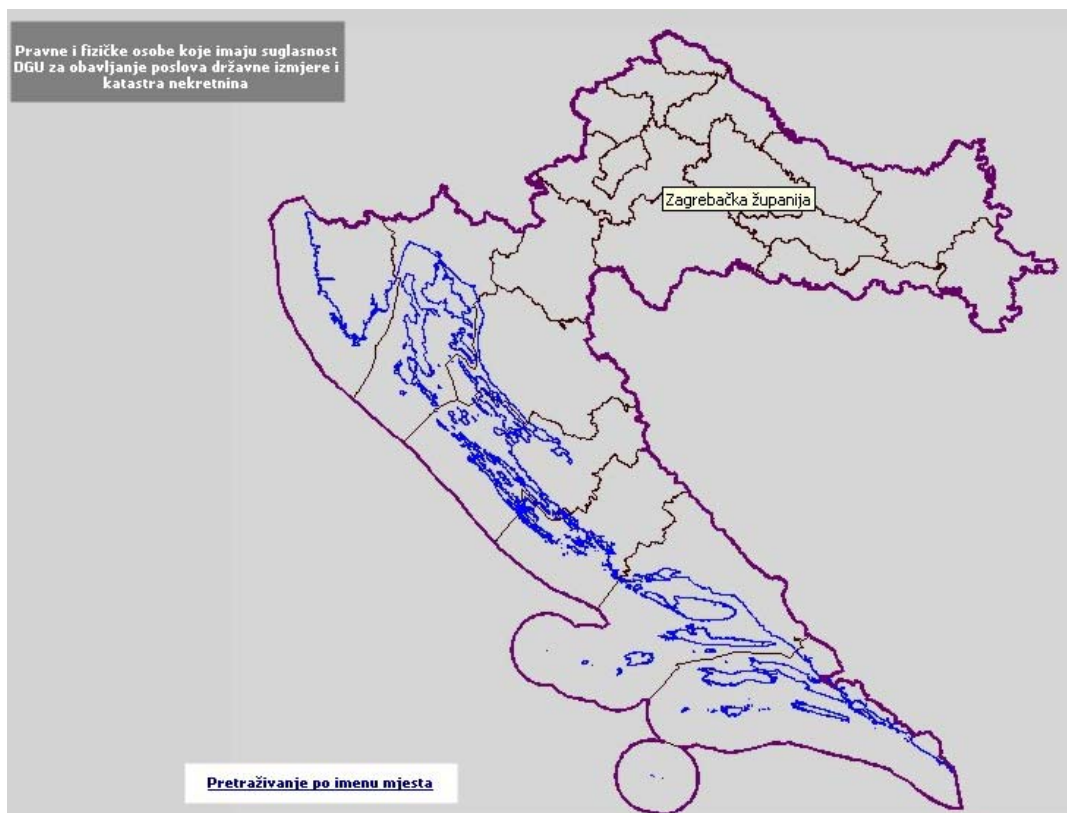 Pravne i fizičke osobe koje imaju suglasnost
DGU za obavljanje poslova državne izmjere i
katastra nekretnina
Zagrebačka županija
Pretraživanje po imenu mjesta